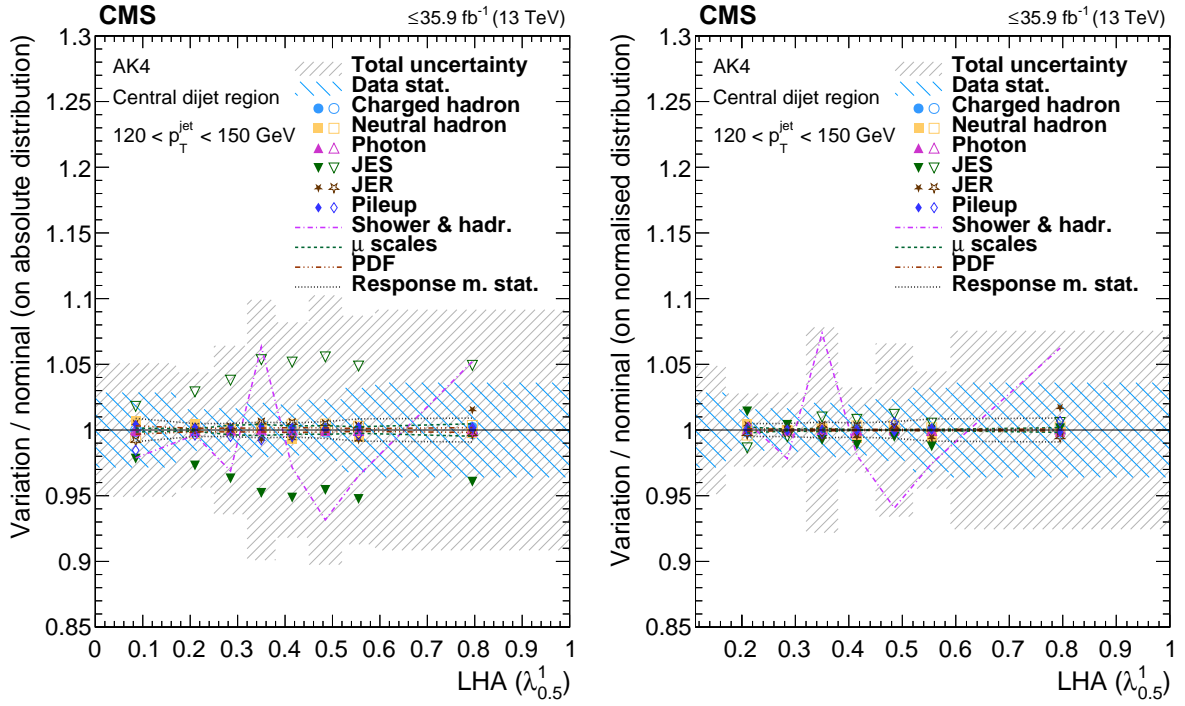 CMS
≤35.9 fb⁻¹ (13 TeV)
Variation / nominal (on absolute distribution)
1.3
1.25
1.2
1.15
1.1
1.05
1
0.95
0.9
0.85
AK4
Central dijet region
120 < p_T^jet < 150 GeV
Total uncertainty
Data stat.
Charged hadron
Neutral hadron
Photon
JES
JER
Pileup
Shower & hadr.
μ scales
PDF
Response m. stat.
0 0.1 0.2 0.3 0.4 0.5 0.6 0.7 0.8 0.9 1
LHA (λ^1_0.5)
CMS
≤35.9 fb⁻¹ (13 TeV)
Variation / nominal (on normalised distribution)
1.3
1.25
1.2
1.15
1.1
1.05
1
0.95
0.9
0.85
AK4
Central dijet region
120 < p_T^jet < 150 GeV
Total uncertainty
Data stat.
Charged hadron
Neutral hadron
Photon
JES
JER
Pileup
Shower & hadr.
μ scales
PDF
Response m. stat.
0.2 0.3 0.4 0.5 0.6 0.7 0.8 0.9 1
LHA (λ^1_0.5)